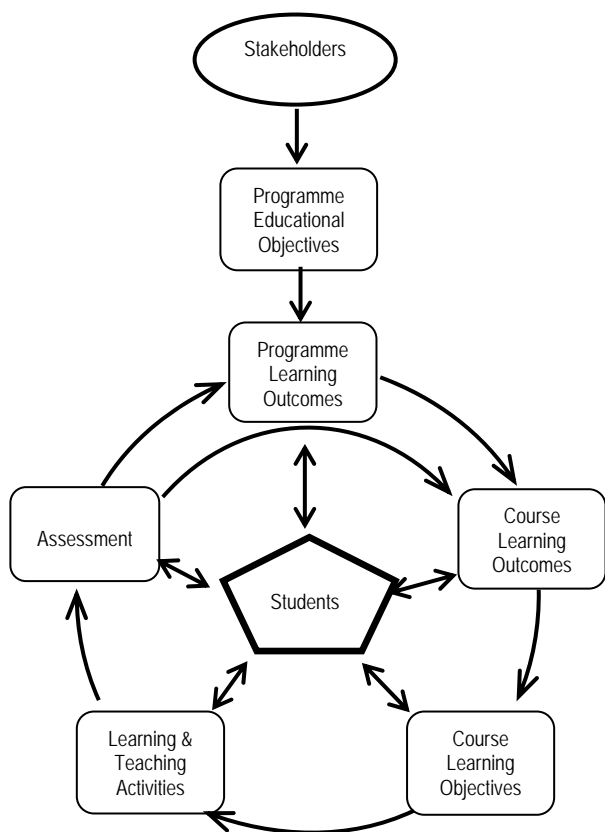 Stakeholders
Programme
Educational
Objectives
Programme
Learning
Outcomes
Assessment
Course
Learning
Outcomes
Students
Learning &
Teaching
Activities
Course
Learning
Objectives